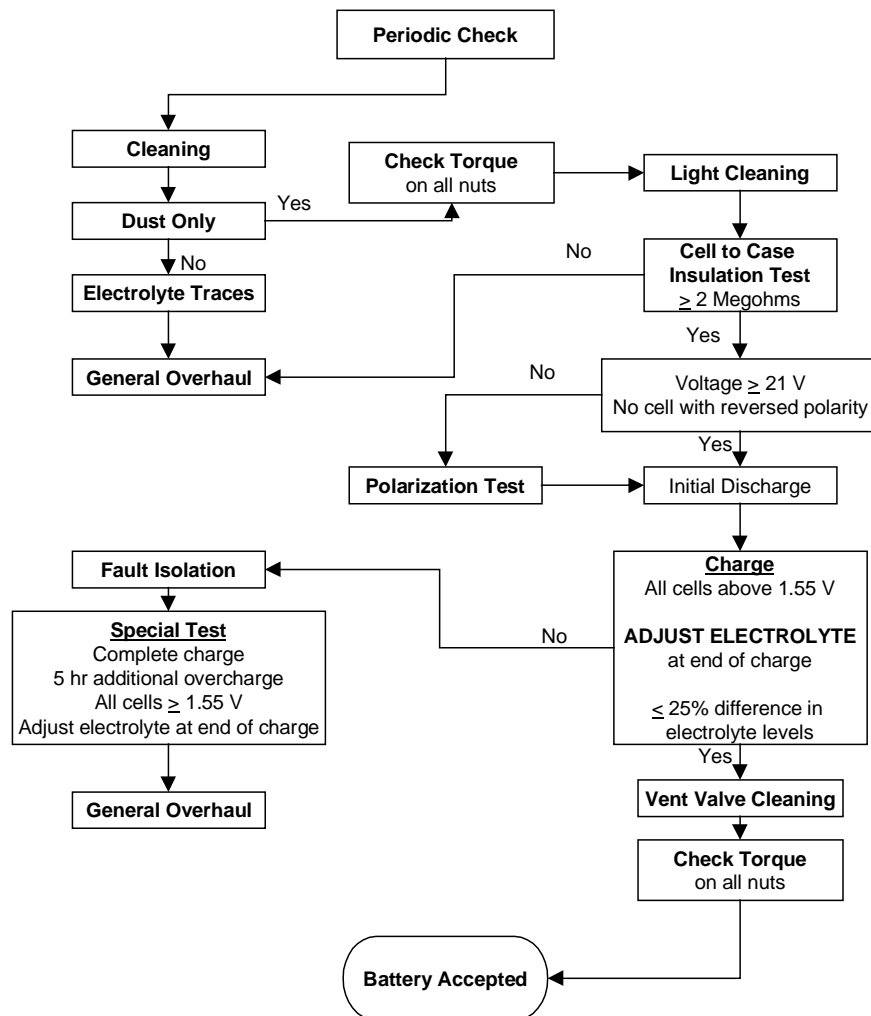 Periodic Check
Cleaning
Dust Only
Yes
No
Electrolyte Traces
General Overhaul
Check Torque
on all nuts
Light Cleaning
Cell to Case
Insulation Test
≥ 2 Megohms
No
Yes
Voltage ≥ 21 V
No cell with reversed polarity
No
Yes
Polarization Test
Initial Discharge
Charge
All cells above 1.55 V
ADJUST ELECTROLYTE
at end of charge
≤ 25% difference in
electrolyte levels
No
Yes
Fault Isolation
Special Test
Complete charge
5 hr additional overcharge
All cells ≥ 1.55 V
Adjust electrolyte at end of charge
General Overhaul
Vent Valve Cleaning
Check Torque
on all nuts
Battery Accepted